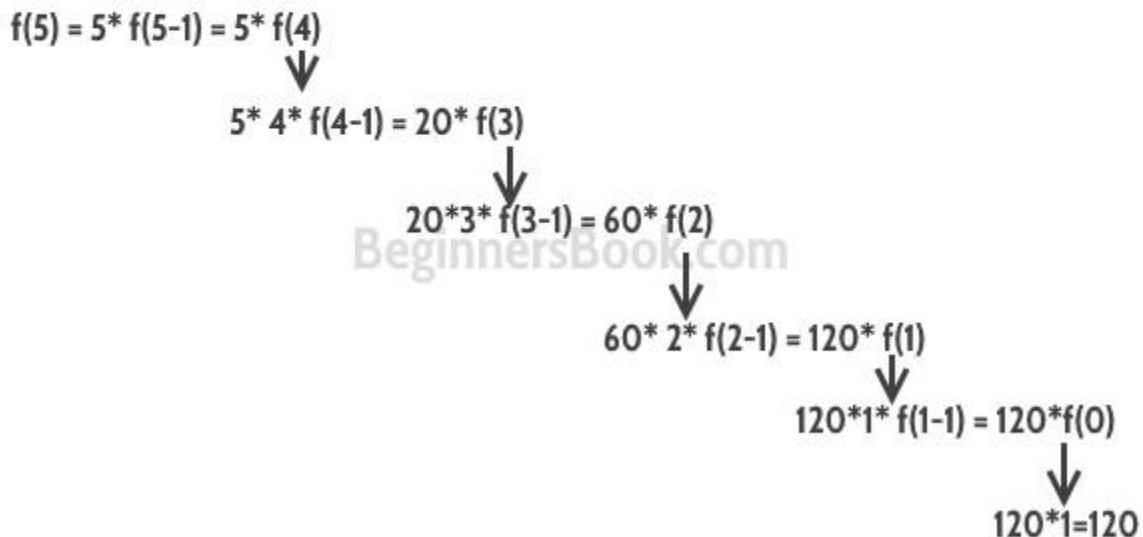 f(5) = 5* f(5-1) = 5* f(4)
5* 4* f(4-1) = 20* f(3)
20*3* f(3-1) = 60* f(2)
BeginnersBook.com
60* 2* f(2-1) = 120* f(1)
120*1* f(1-1) = 120*f(0)
120*1=120